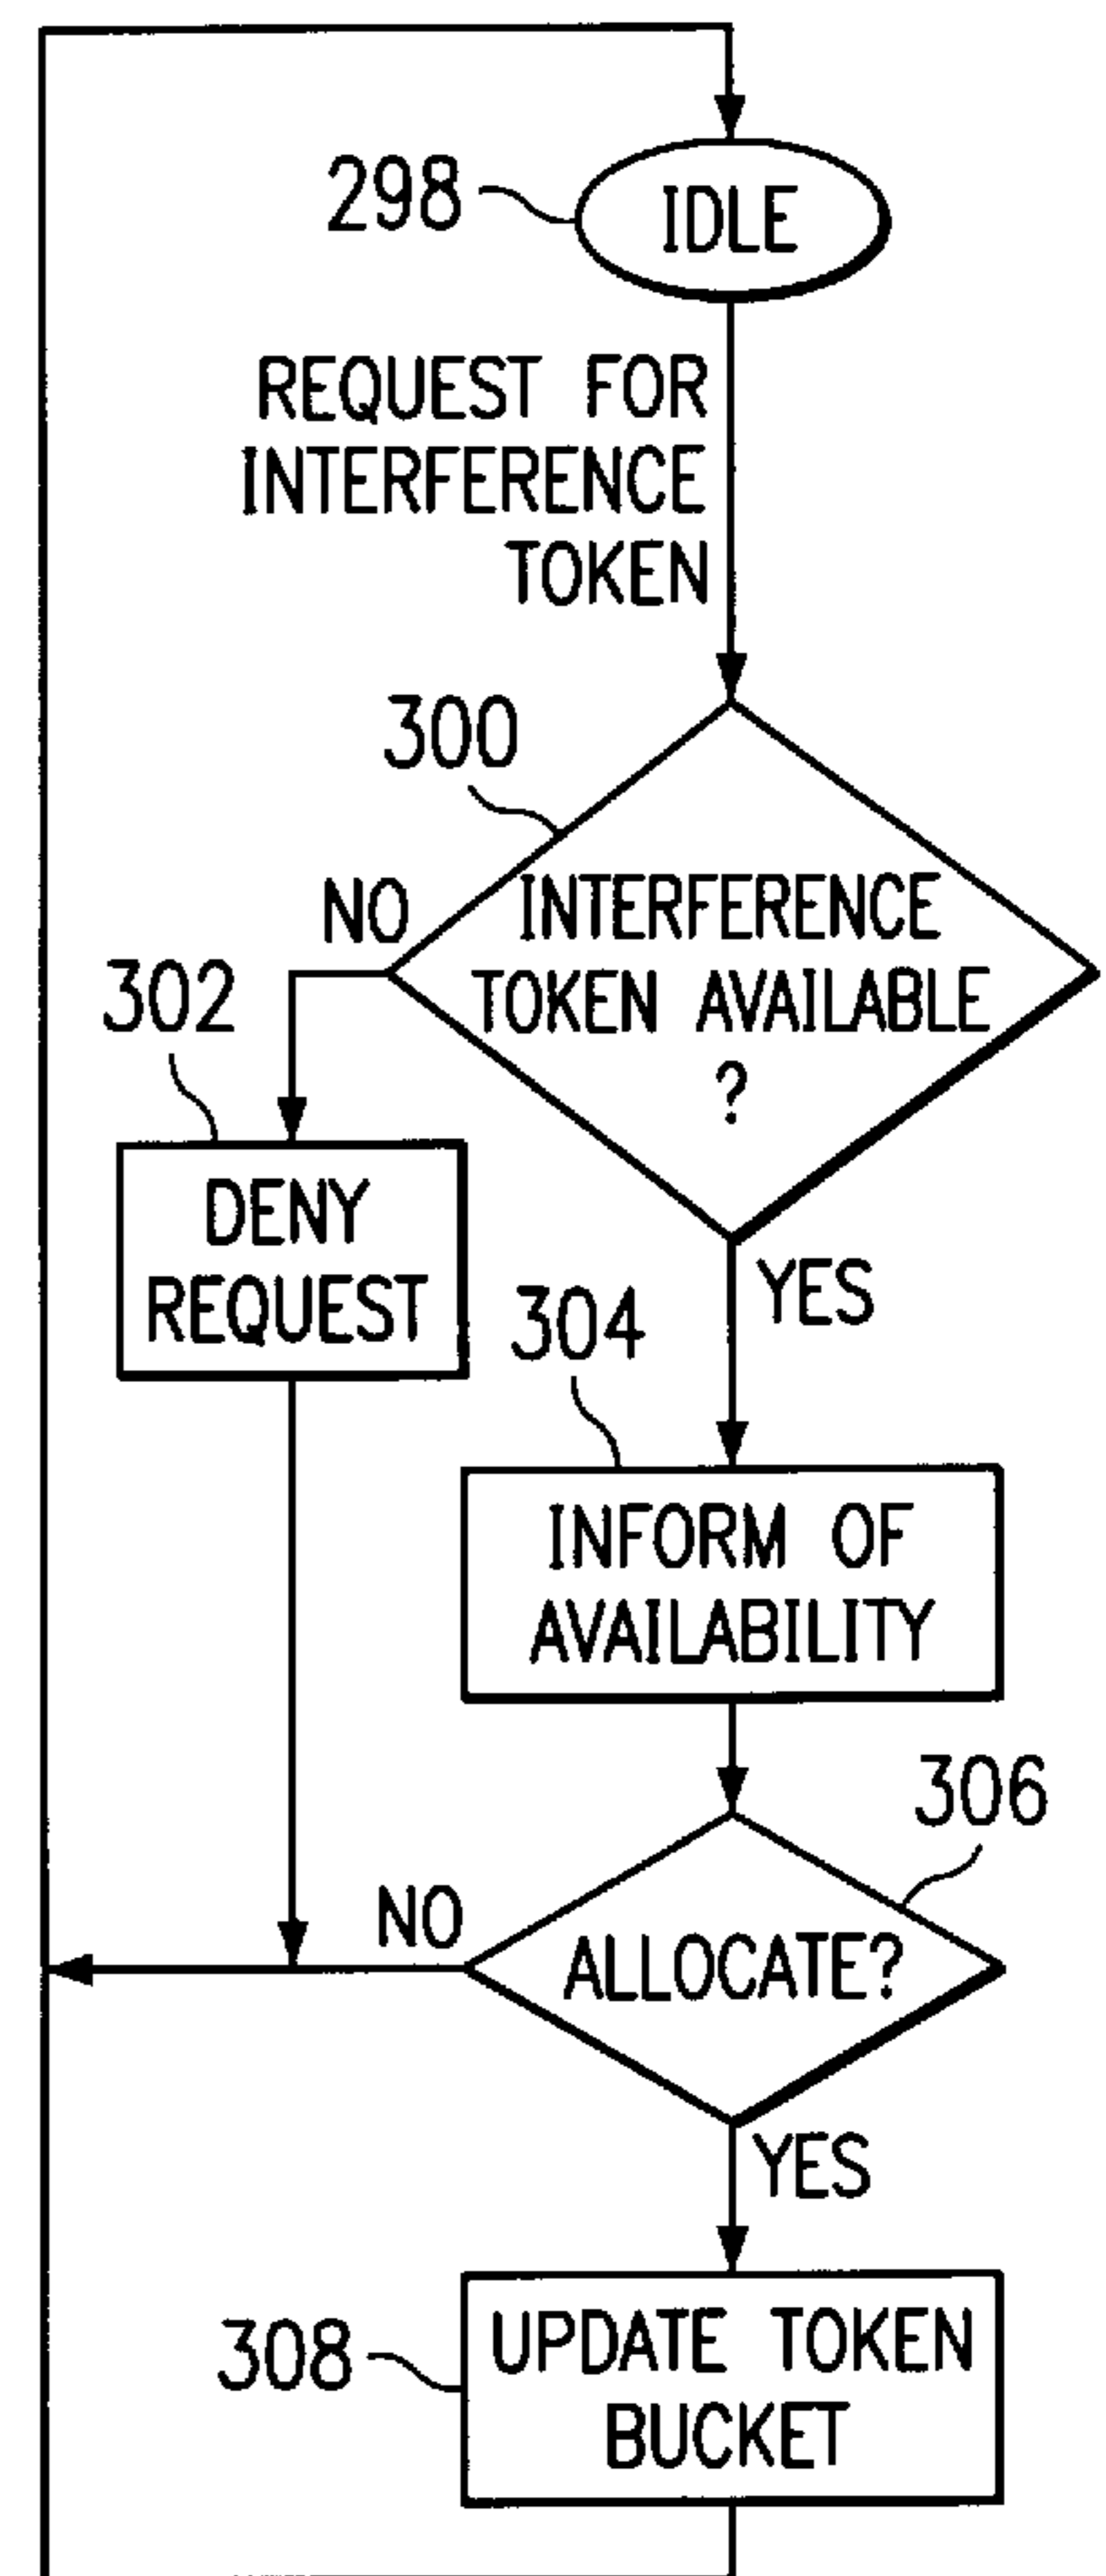 298
IDLE
REQUEST FOR
INTERFERENCE
TOKEN
300
NO
INTERFERENCE
TOKEN AVAILABLE
?
302
DENY
REQUEST
YES
304
INFORM OF
AVAILABILITY
306
NO
ALLOCATE?
YES
308
UPDATE TOKEN
BUCKET